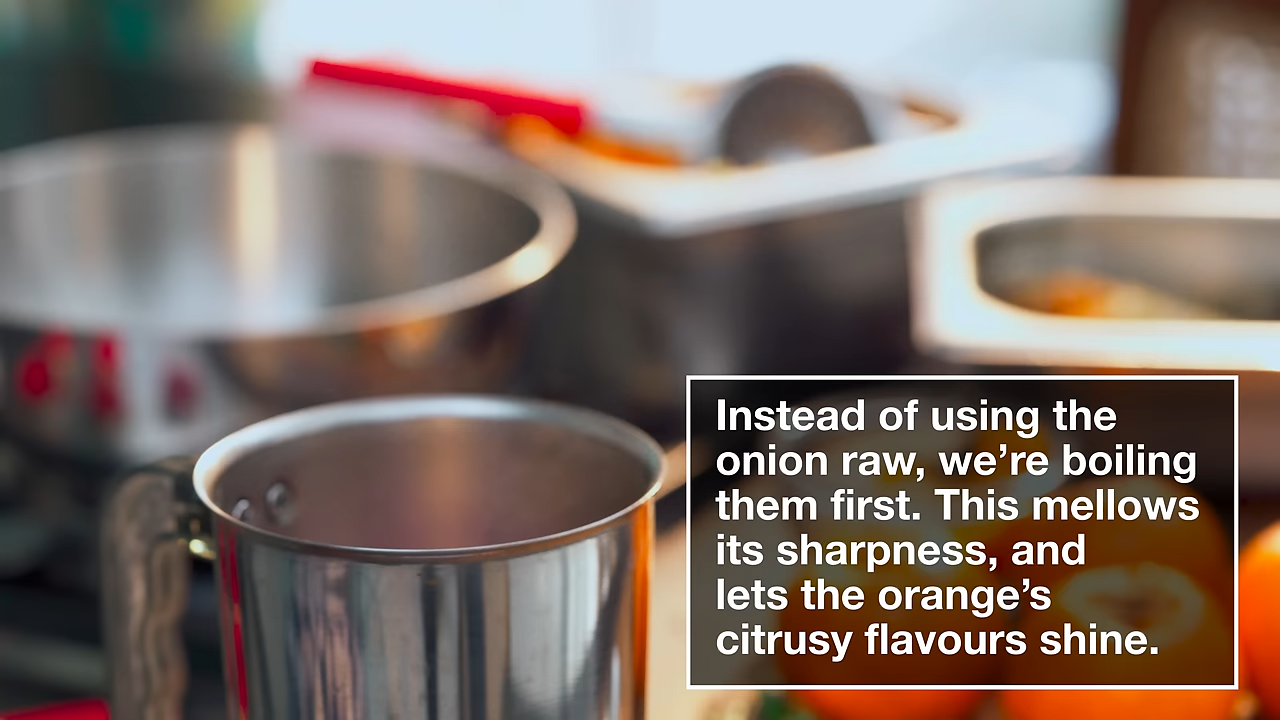 Instead of using the
onion raw, we’re boiling
them first. This mellows
its sharpness, and
lets the orange’s
citrusy flavours shine.